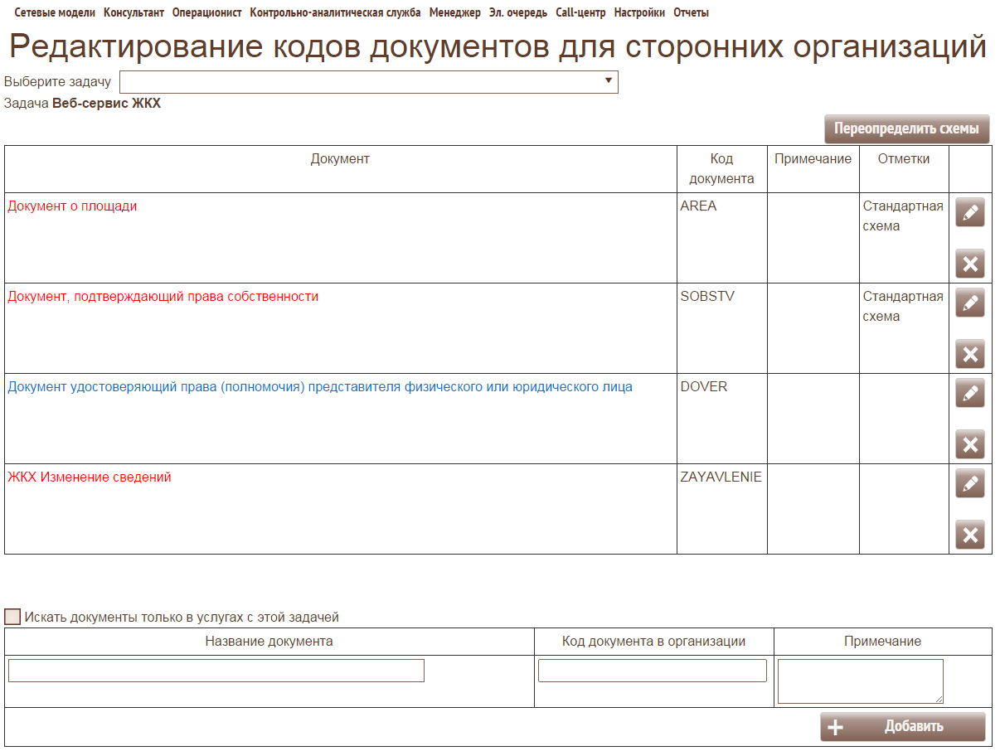 Сетевые модели Консультант Операционист Контрольно-аналитическая служба Менеджер Эл. очередь Call-центр Настройки Отчеты
Редактирование кодов документов для сторонних организаций
Выберите задачу
Задача Веб-сервис ЖКХ
Переопределить схемы
Документ Код документа Примечание Отметки
Документ о площади AREA Стандартная
схема
Документ, подтверждающий права собственности SOBSTV Стандартная
схема
Документ удостоверяющий права (полномочия) представителя физического или юридического лица DOVER
ЖКХ Изменение сведений ZAYAVLENIE
Искать документы только в услугах с этой задачей
Название документа Код документа в организации Примечание
Добавить